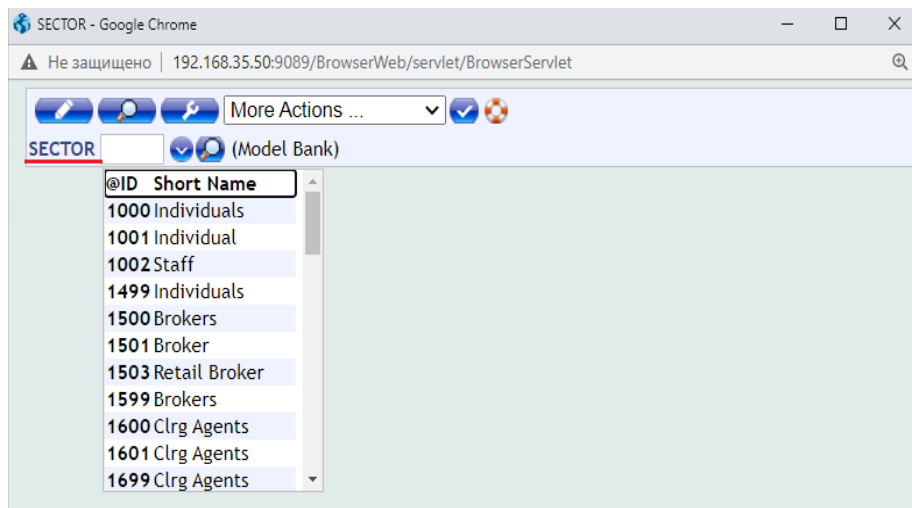 SECTOR - Google Chrome
Не защищено 192.168.35.50:9089/BrowserWeb/servlet/BrowserServlet
More Actions ...
SECTOR (Model Bank)
@ID Short Name
1000 Individuals
1001 Individual
1002 Staff
1499 Individuals
1500 Brokers
1501 Broker
1503 Retail Broker
1599 Brokers
1600 Clrg Agents
1601 Clrg Agents
1699 Clrg Agents